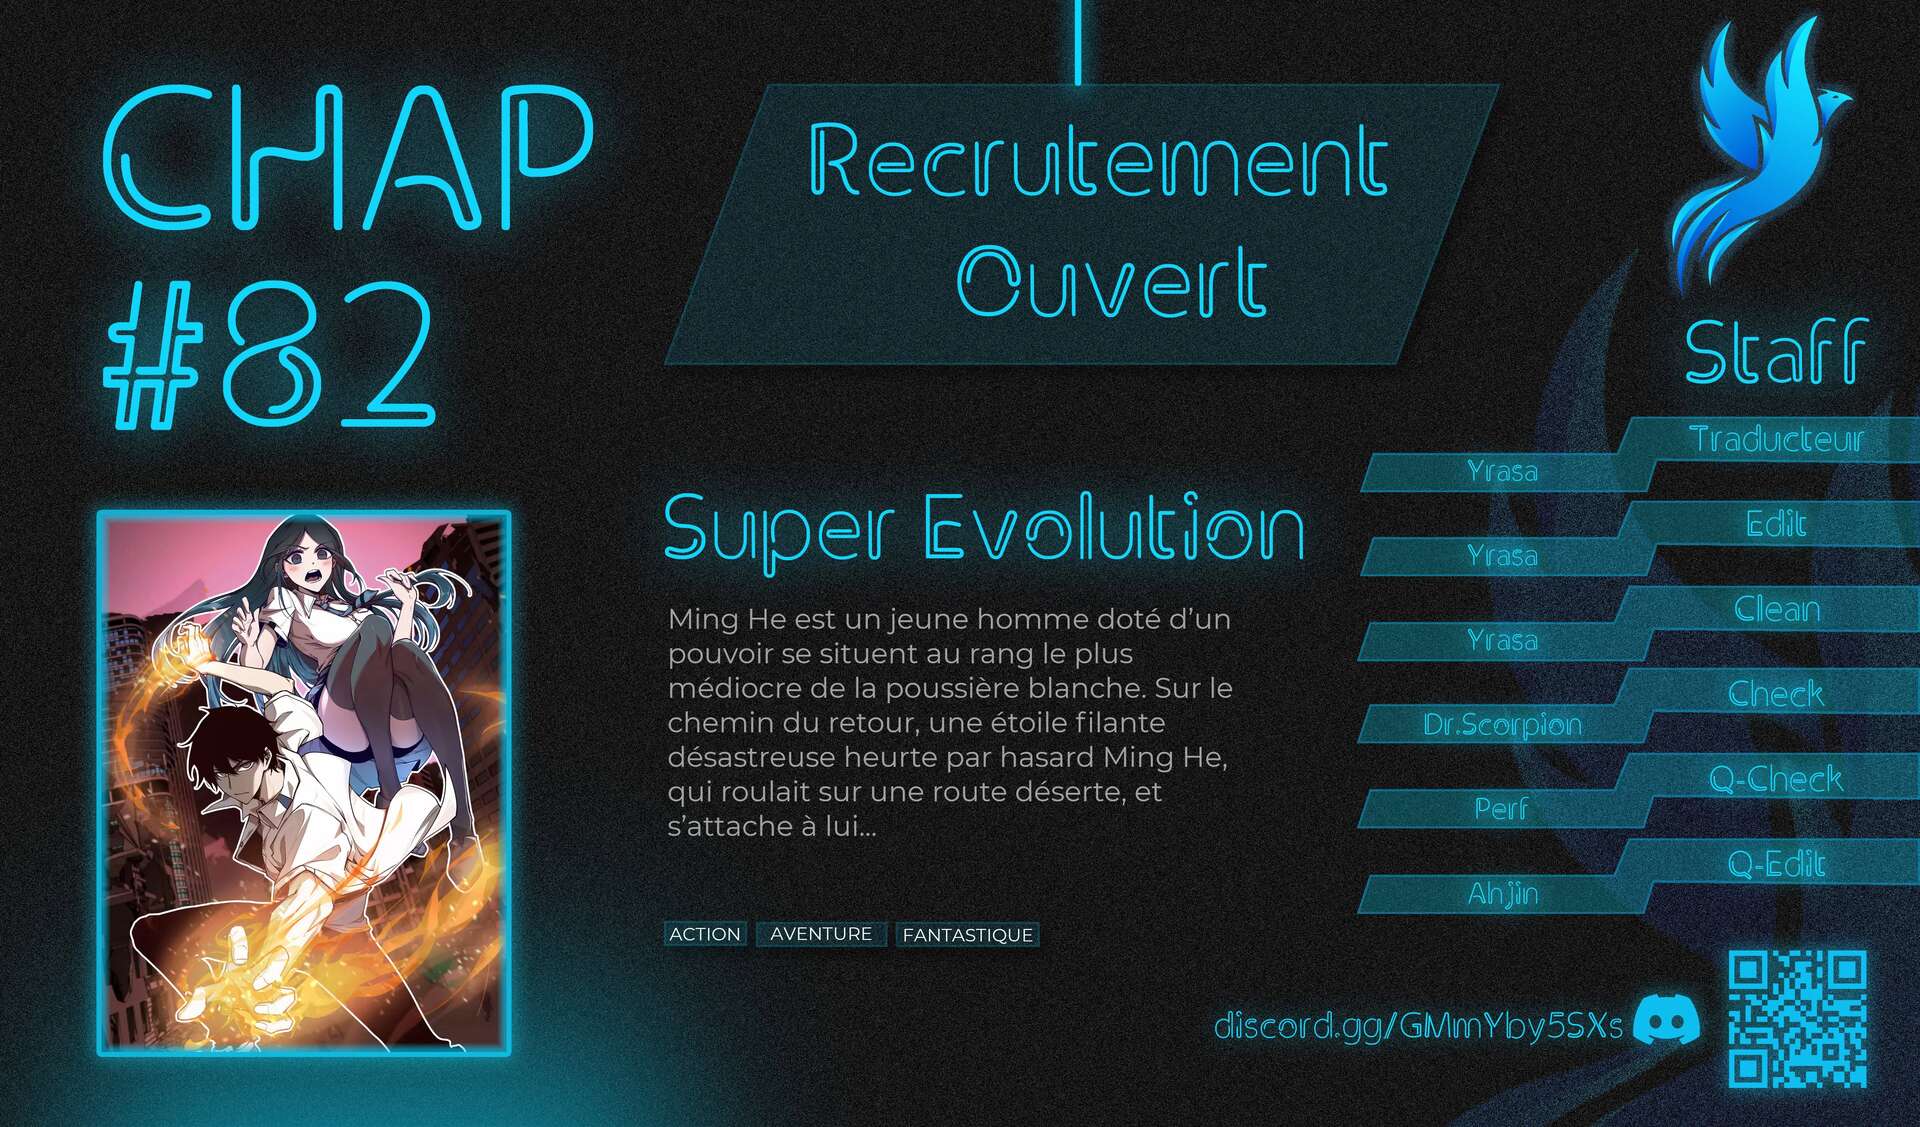 CHAP
#82
Recrutement
Ouvert
Super Evolution
Ming He est un jeune homme doté d’un
pouvoir se situent au rang le plus
médiocre de la poussière blanche. Sur le
chemin du retour, une étoile filante
désastreuse heurte par hasard Ming He,
qui roulait sur une route déserte, et
s’attache à lui...
ACTION
AVENTURE
FANTASTIQUE
Staff
Traducteur
Yrasa
Edit
Yrasa
Clean
Yrasa
Check
Dr.Scorpion
Q-Check
Perf
Q-Edit
Ahjin
discord.gg/GMmYby5SXs